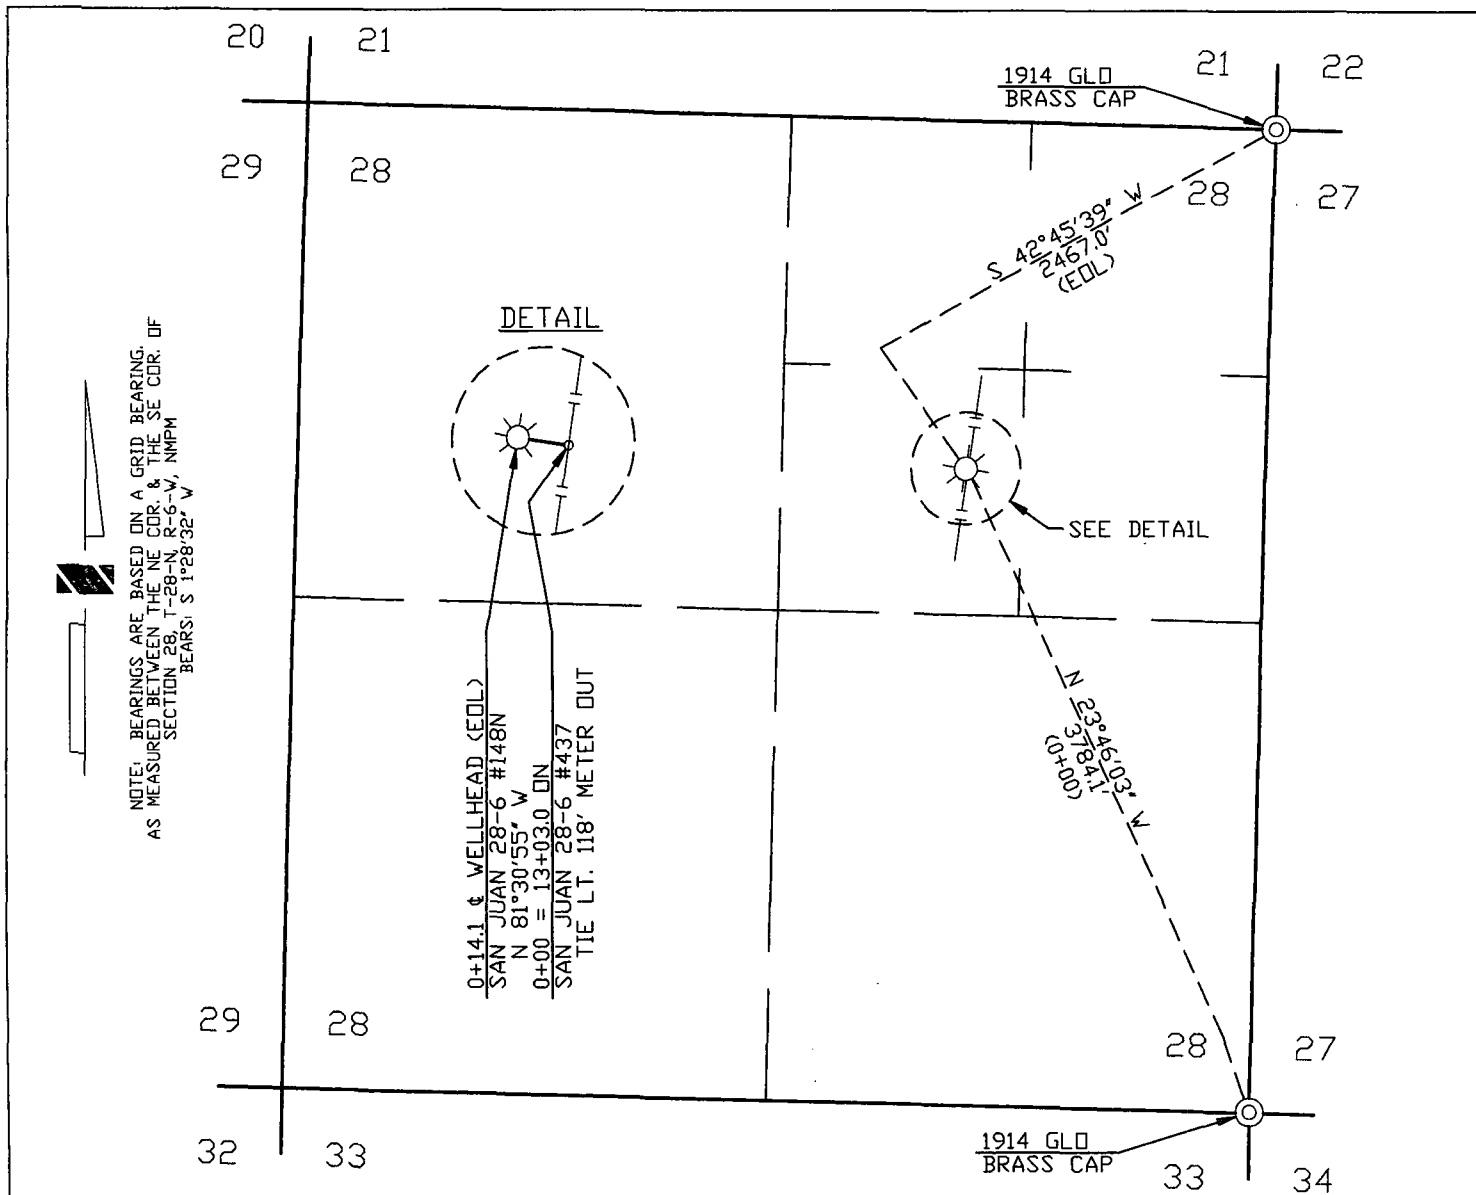 20 21
21 22
1914 GLO
BRASS CAP
29 28
28 27
S 42°45'39" W
2467.0'
(EOL)
DETAIL
SEE DETAIL
NOTE: BEARINGS ARE BASED ON A GRID BEARING,
AS MEASURED BETWEEN THE NE COR. & THE SE COR. OF
SECTION 28, T-28-N, R-6-W, NMPM
BEARS: S 1°28'32" W
0+14.1 ℄ WELLHEAD (EOL)
SAN JUAN 28-6 #148N
N 81°30'55" W
0+00 = 13+03.0 ON
SAN JUAN 28-6 #437
TIE LT. 118' METER OUT
N 23°46'03" W
3784.1'
(0+00)
29 28
28 27
1914 GLO
BRASS CAP
32 33
33 34